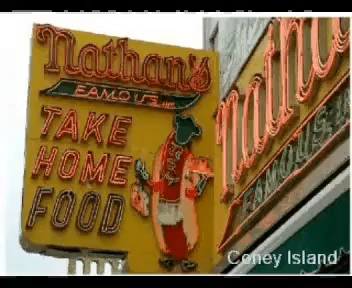 Nathan's
FAMOUS INC.
TAKE
HOME
FOOD
Nathan's
FAMOUS
Coney Island